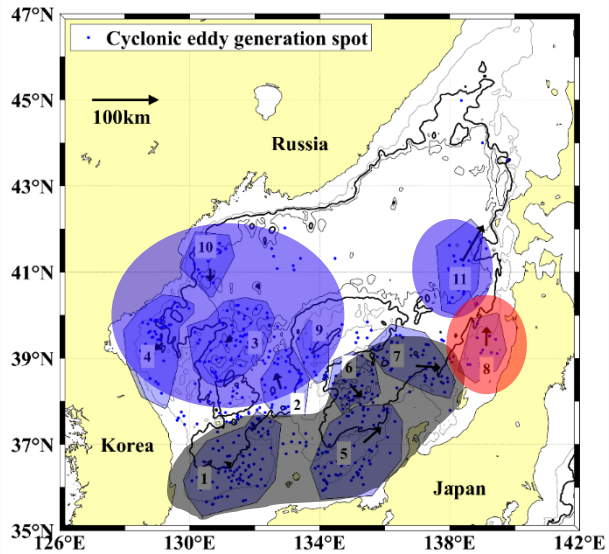 47°N
Cyclonic eddy generation spot
45°N
100km
Russia
43°N
10
41°N
11
4
3
9
39°N
6
7
8
2
Korea
37°N
1
5
Japan
35°N
126°E
130°E
134°E
138°E
142°E